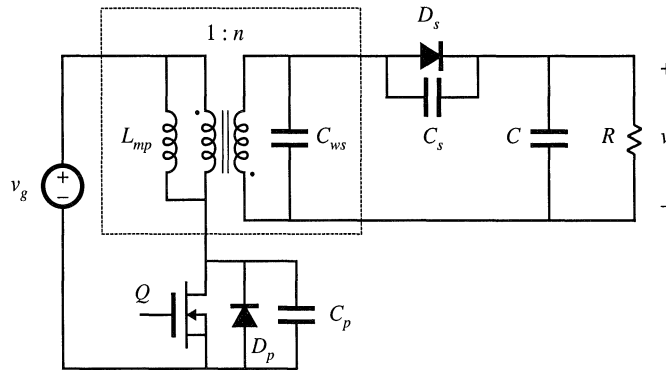 1 : n
D_s
+
L_mp
C_ws
C_s
C
R
v
v_g
+
−
−
Q
D_p
C_p